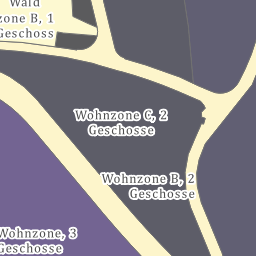 Wald
zone B, 1
Geschoss
Wohnzone C, 2
Geschosse
Wohnzone B, 2
Geschosse
Wohnzone, 3
Geschosse